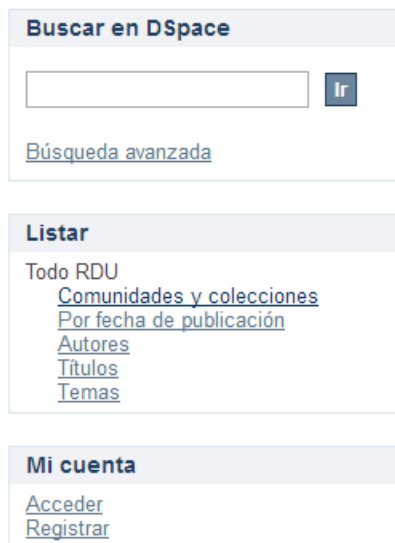 Buscar en DSpace
Ir
Búsqueda avanzada
Listar
Todo RDU
Comunidades y colecciones
Por fecha de publicación
Autores
Títulos
Temas
Mi cuenta
Acceder
Registrar